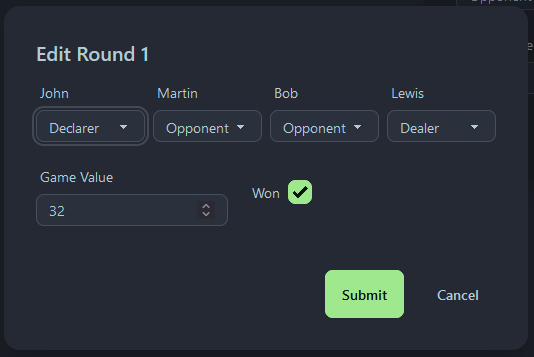 Edit Round 1
John Martin Bob Lewis
Declarer Opponent Opponent Dealer
Game Value
Won
32
Submit Cancel